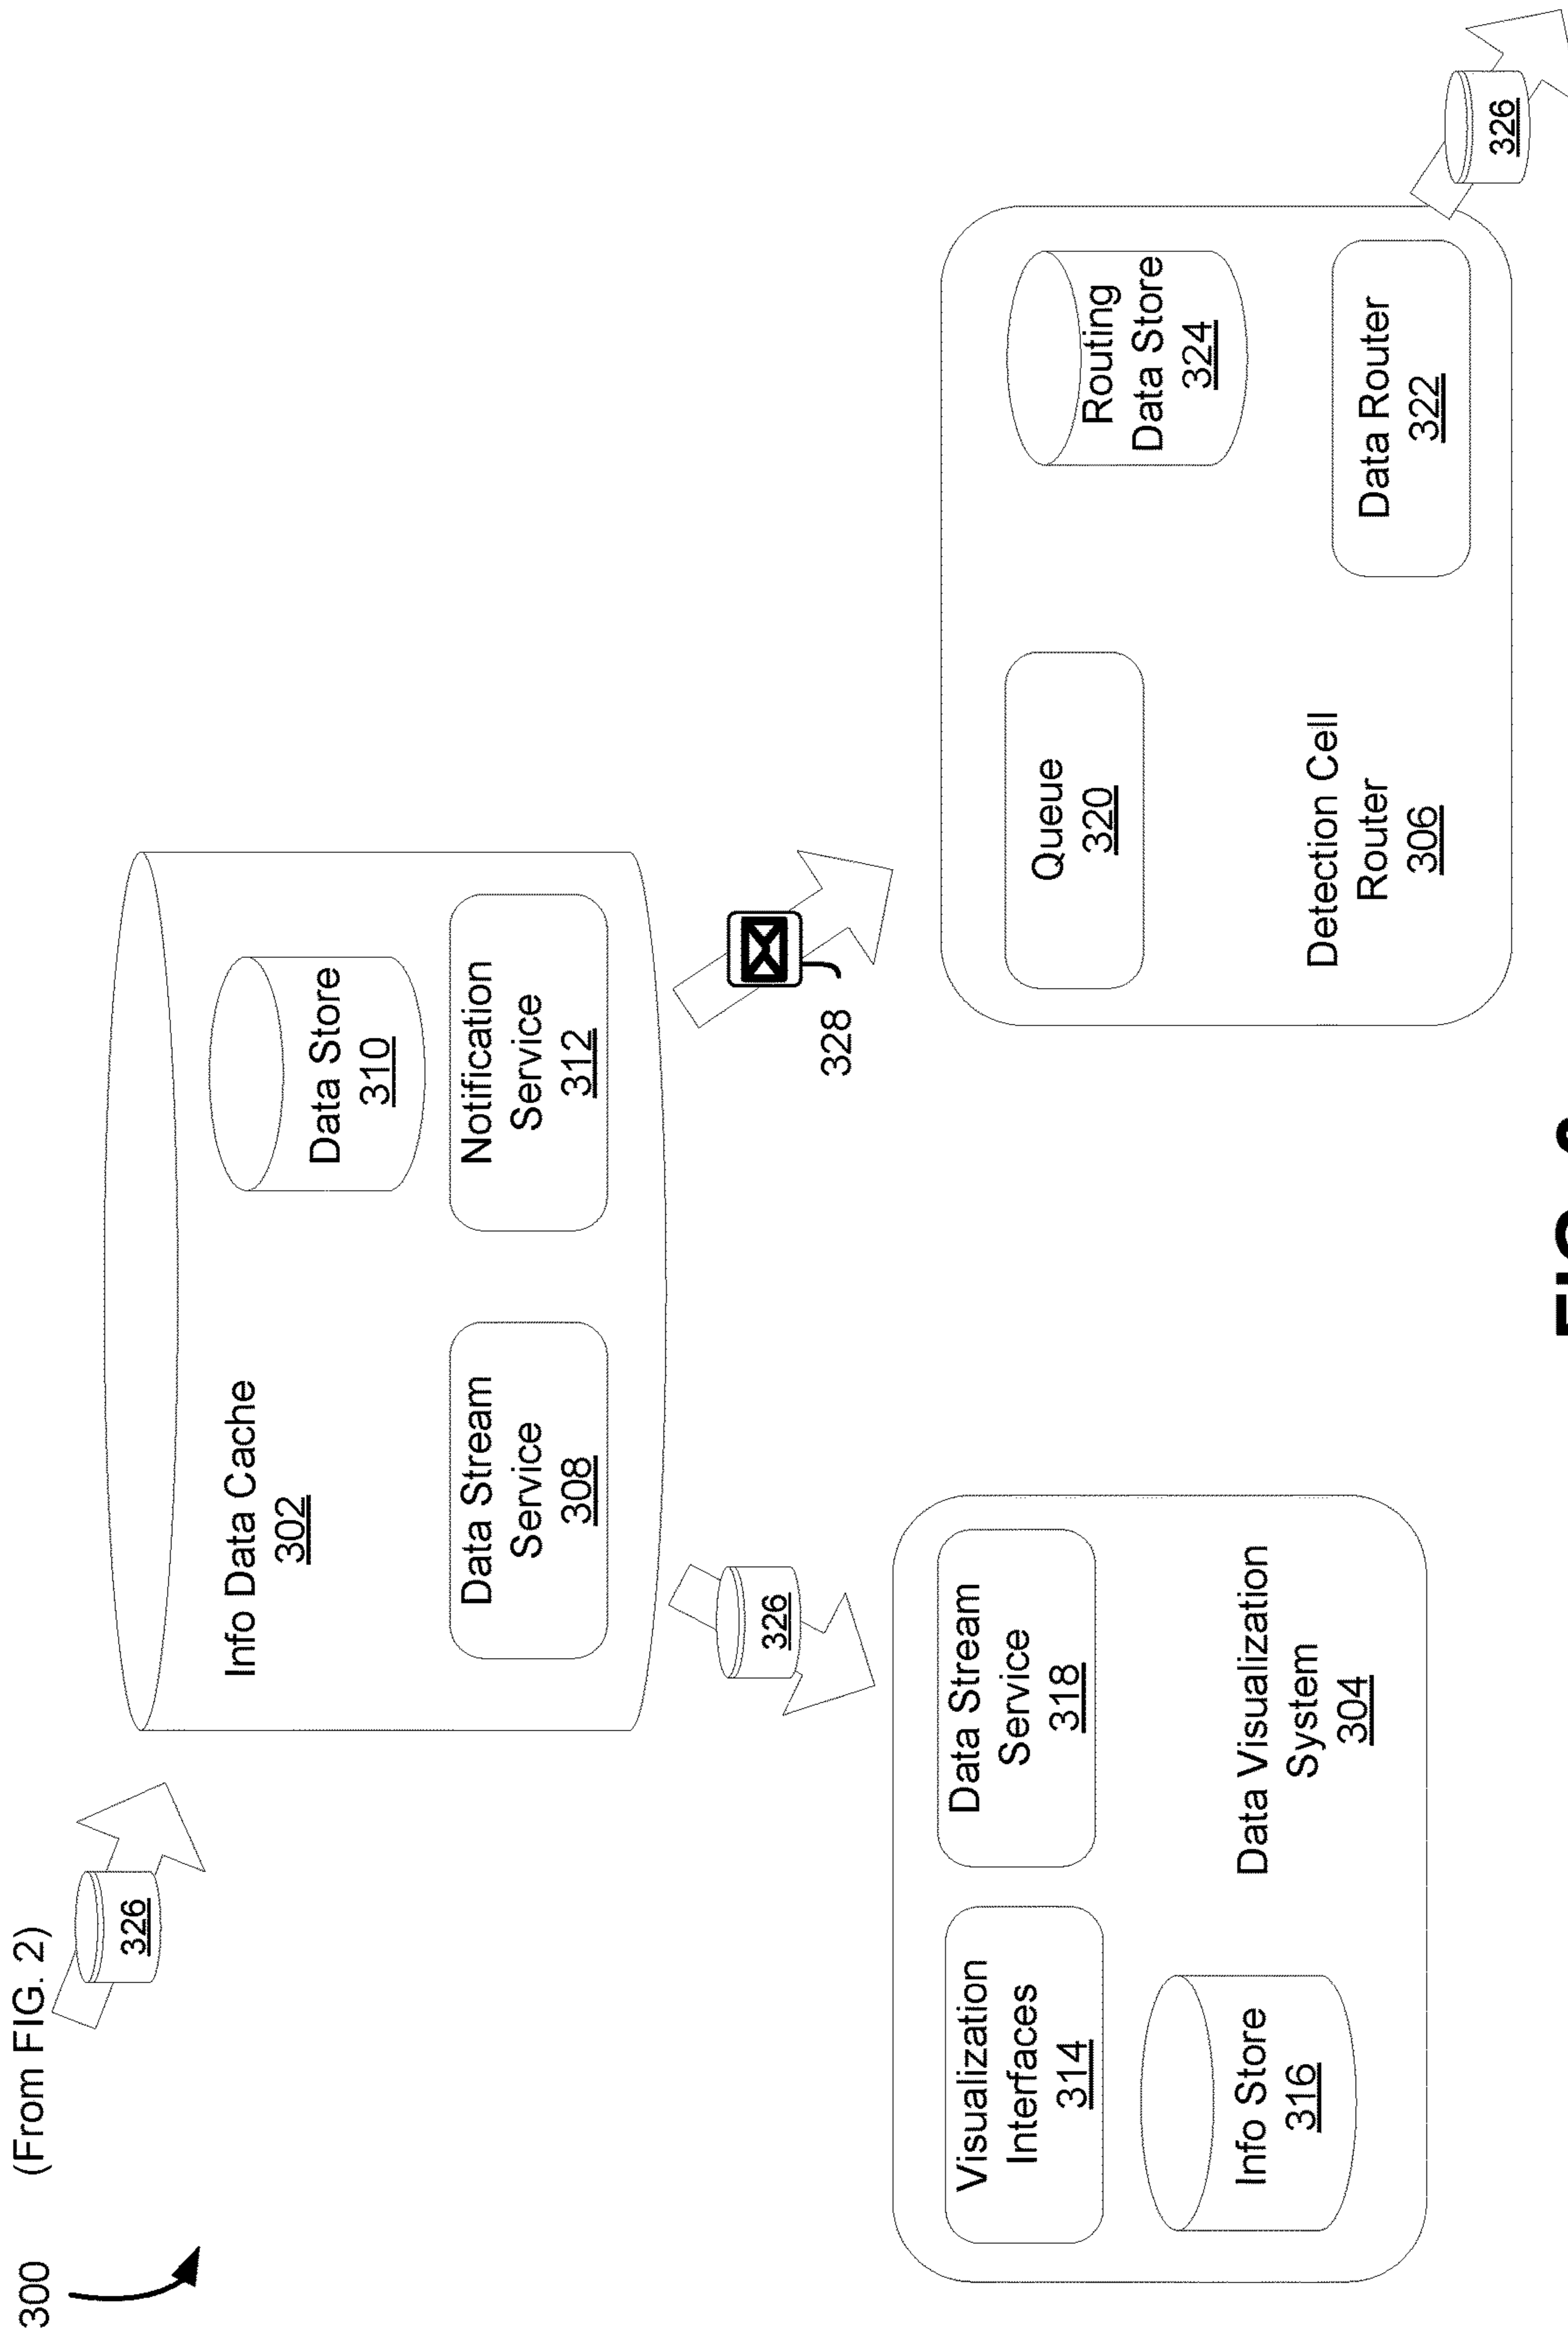 300
(From FIG. 2)
326
Info Data Cache
302
Data Store
310
Data Stream
Service
308
Notification
Service
312
326
328
Visualization
Interfaces
314
Data Stream
Service
318
Info Store
316
Data Visualization
System
304
Queue
320
Routing
Data Store
324
Detection Cell
Router
306
Data Router
322
326